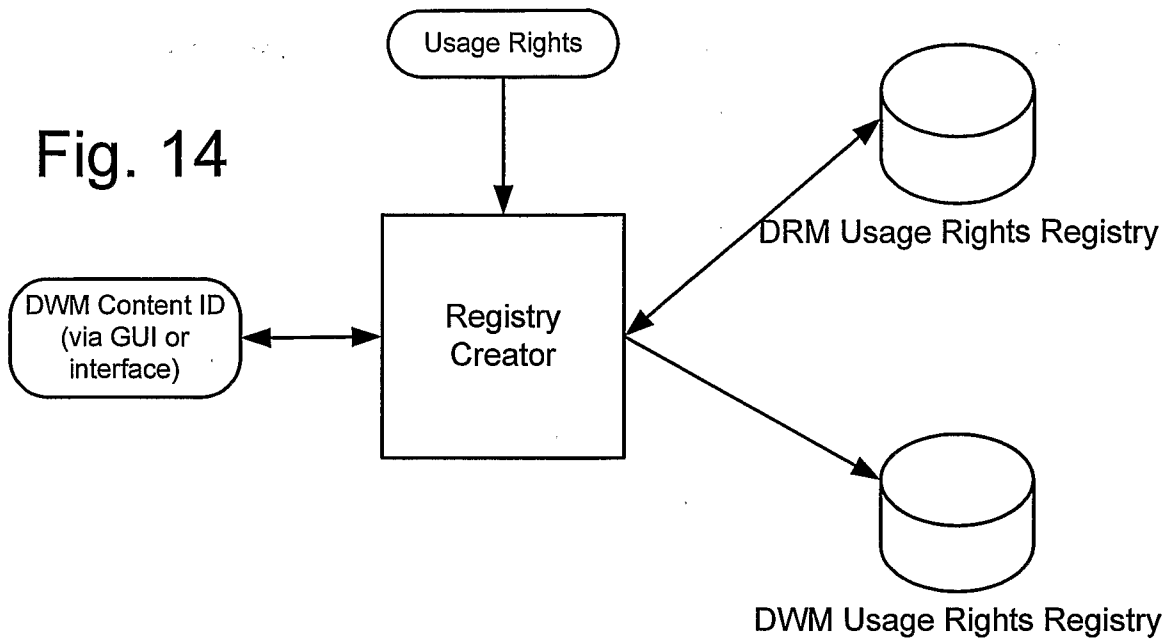 Usage Rights
Fig. 14
DRM Usage Rights Registry
DWM Content ID
(via GUI or
interface)
Registry
Creator
DWM Usage Rights Registry